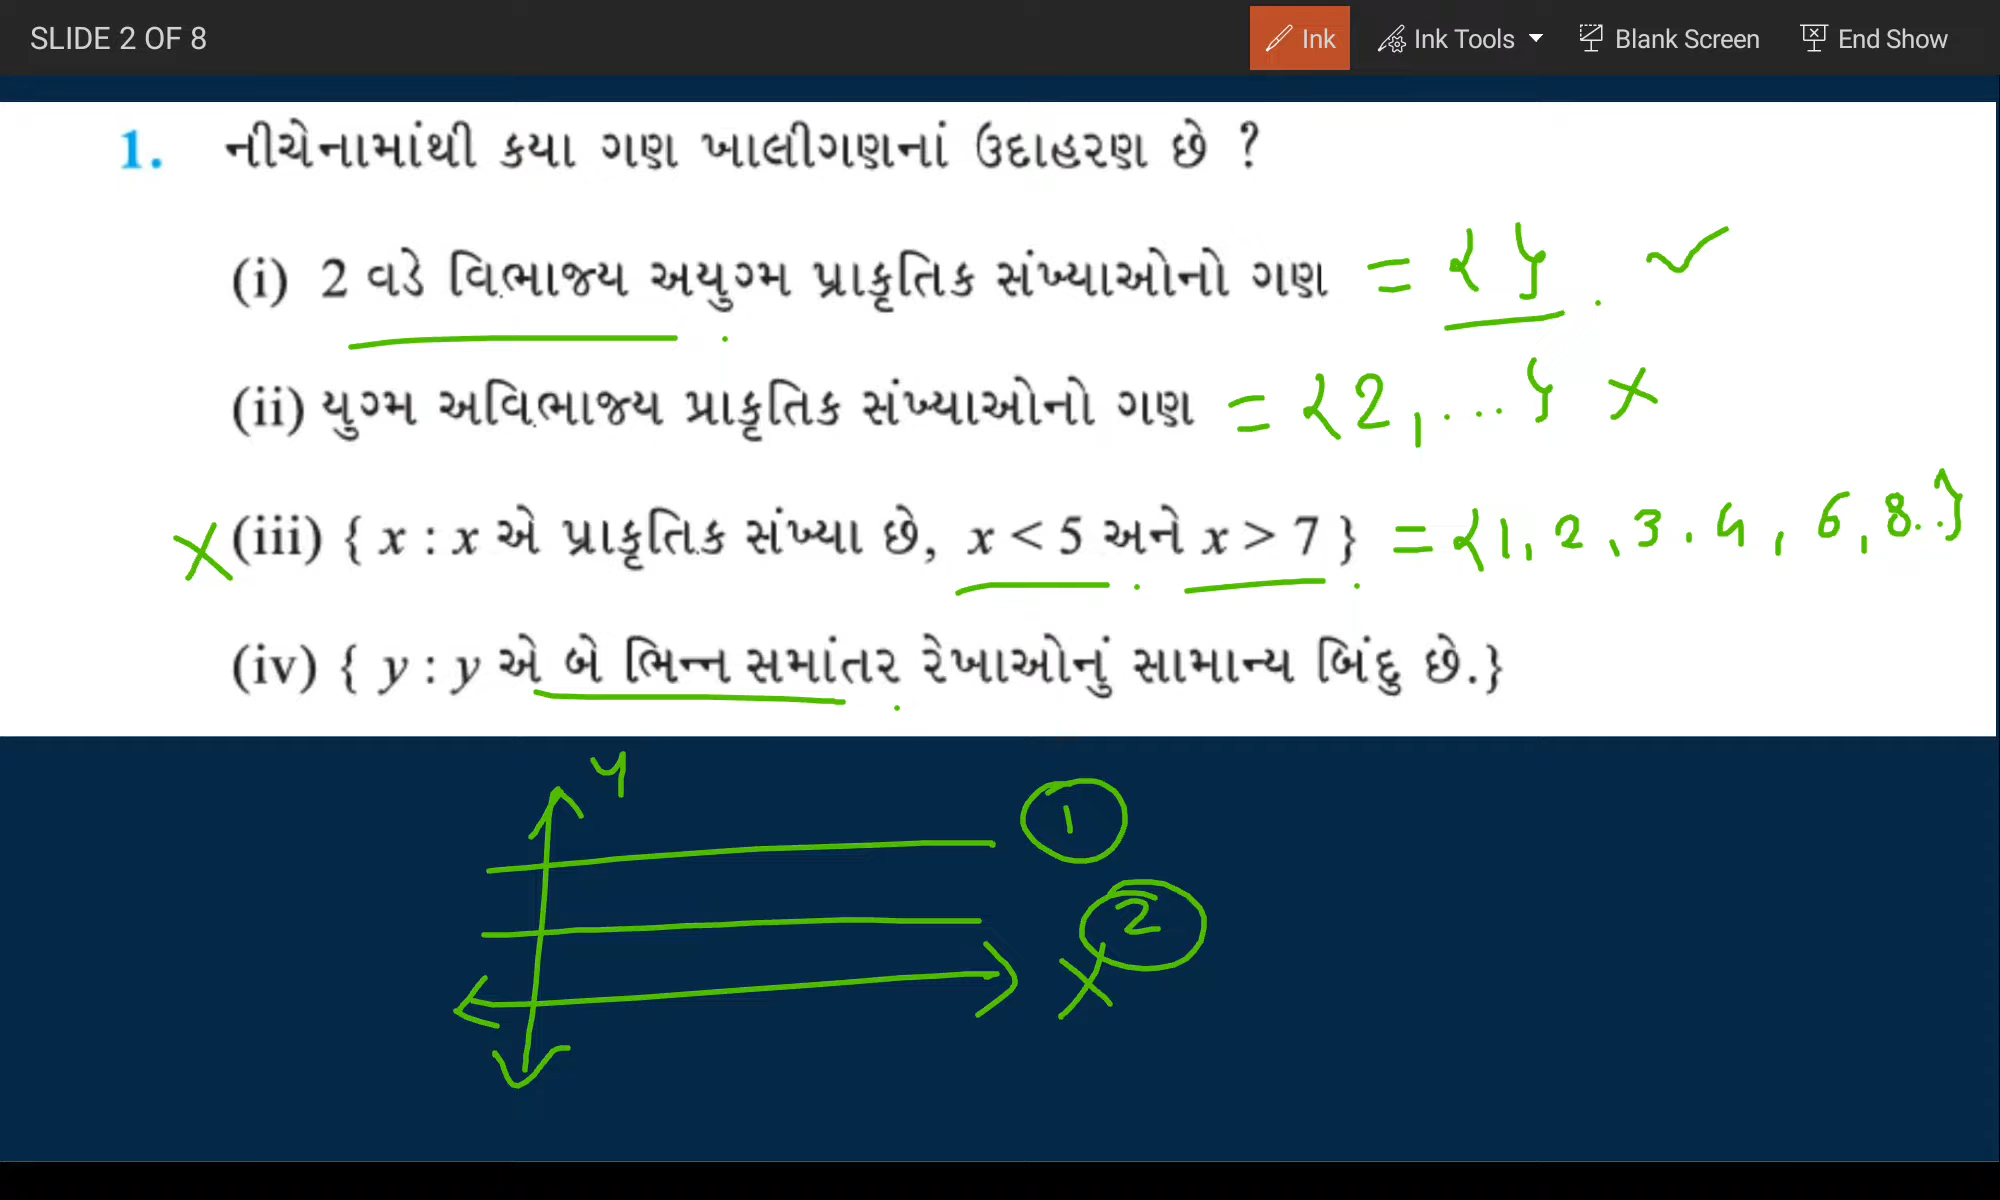 SLIDE 2 OF 8 Ink Ink Tools Blank Screen End Show
1. નીચેનામાંથી કયા ગણ ખાલીગણનાં ઉદાહરણ છે ?
(i) 2 વડે વિભાજ્ય અયુગ્મ પ્રાકૃતિક સંખ્યાઓનો ગણ = { } . ✓
(ii) યુગ્મ અવિભાજ્ય પ્રાકૃતિક સંખ્યાઓનો ગણ = {2, ...} ×
× (iii) { x : x એ પ્રાકૃતિક સંખ્યા છે, x < 5 અને x > 7 } = {1, 2, 3. 4, 6, 8..}
(iv) { y : y એ બે ભિન્ન સમાંતર રેખાઓનું સામાન્ય બિંદુ છે.}
y
1
2
X